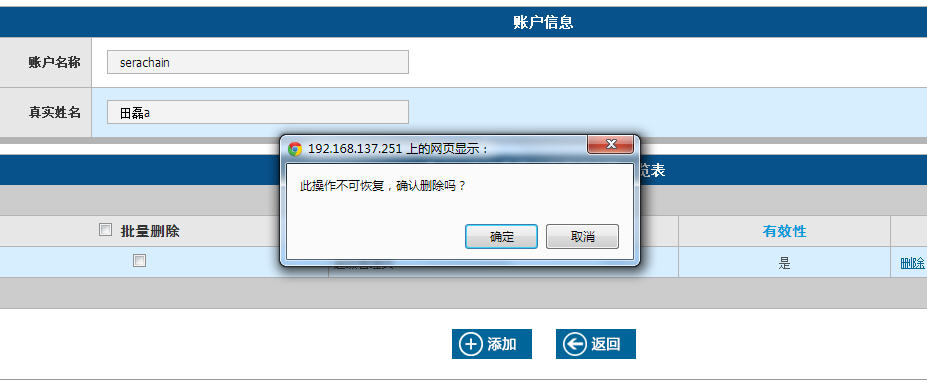 账户信息
账户名称 serachain
真实姓名 田磊a
192.168.137.251 上的网页显示：
此操作不可恢复，确认删除吗？
确定 取消
览表
批量删除 有效性
是 删除
添加 返回